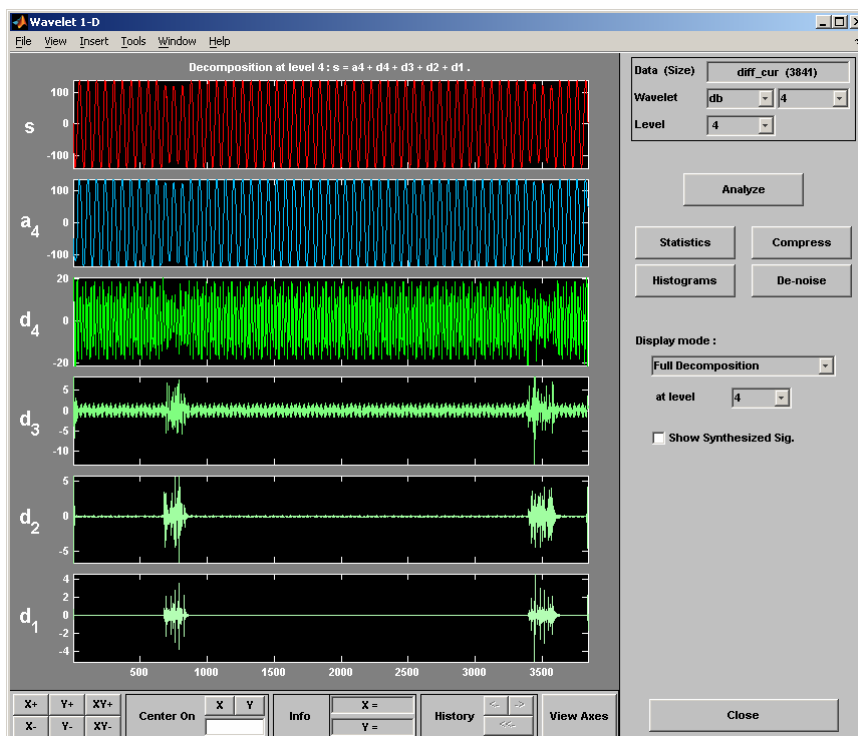 Wavelet 1-D
File View Insert Tools Window Help
Decomposition at level 4 : s = a4 + d4 + d3 + d2 + d1 .
100
s 0
-100
100
a4 0
-100
20
d4 0
-20
5
d3 0
-5
-10
5
d2 0
-5
4
2
d1 0
-2
-4
500 1000 1500 2000 2500 3000 3500
Data (Size) diff_cur (3841)
Wavelet db 4
Level 4
Analyze
Statistics Compress
Histograms De-noise
Display mode :
Full Decomposition
at level 4
Show Synthesized Sig.
X+ Y+ XY+
X- Y- XY-
Center On X Y
Info X =
Y =
History <- ->
<<-
View Axes
Close